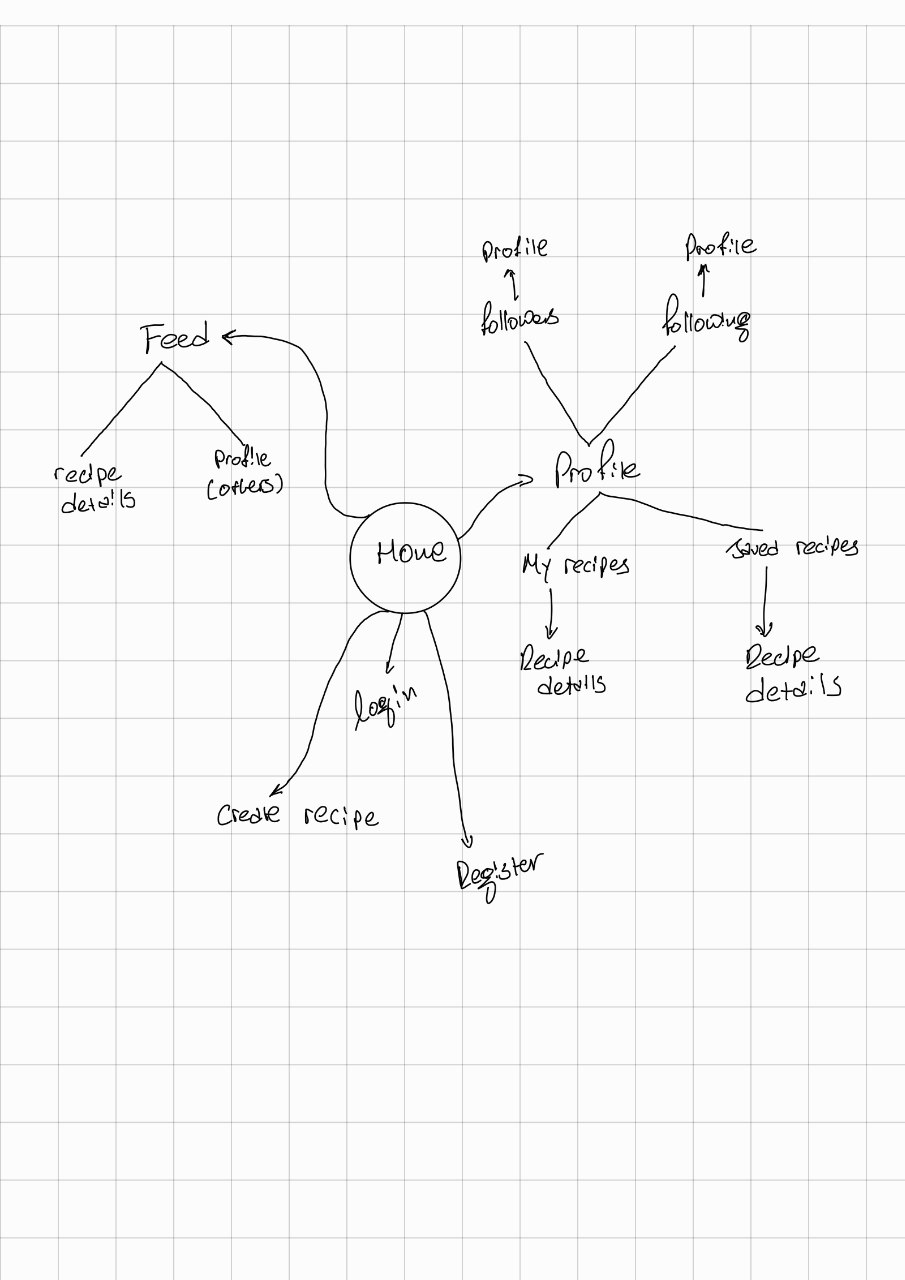 Profile
Profile
followers
following
Feed
recipe
details
Profile
(others)
Profile
Home
My recipes
Saved recipes
Recipe
details
Recipe
details
login
Create recipe
Register